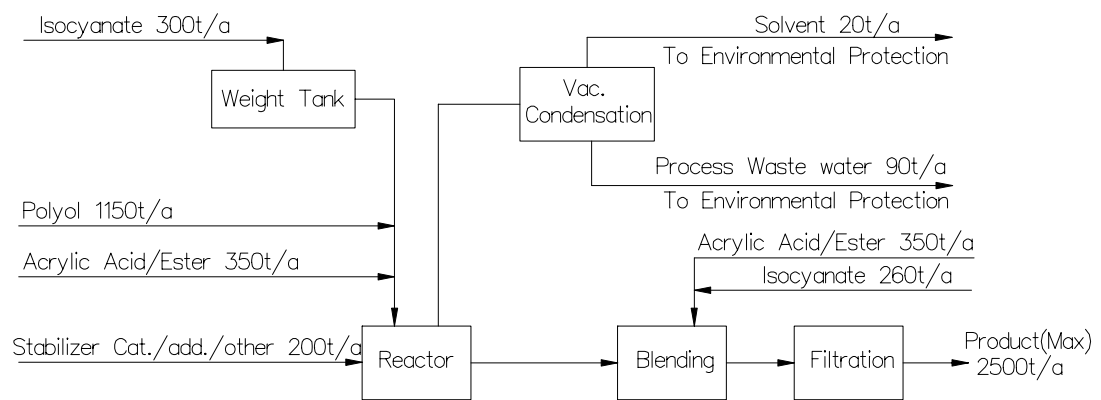 Isocyanate 300t/a
Solvent 20t/a
To Environmental Protection
Weight Tank
Vac.
Condensation
Process Waste water 90t/a
To Environmental Protection
Polyol 1150t/a
Acrylic Acid/Ester 350t/a
Acrylic Acid/Ester 350t/a
Isocyanate 260t/a
Stabilizer Cat./add./other 200t/a
Reactor
Blending
Filtration
Product(Max)
2500t/a